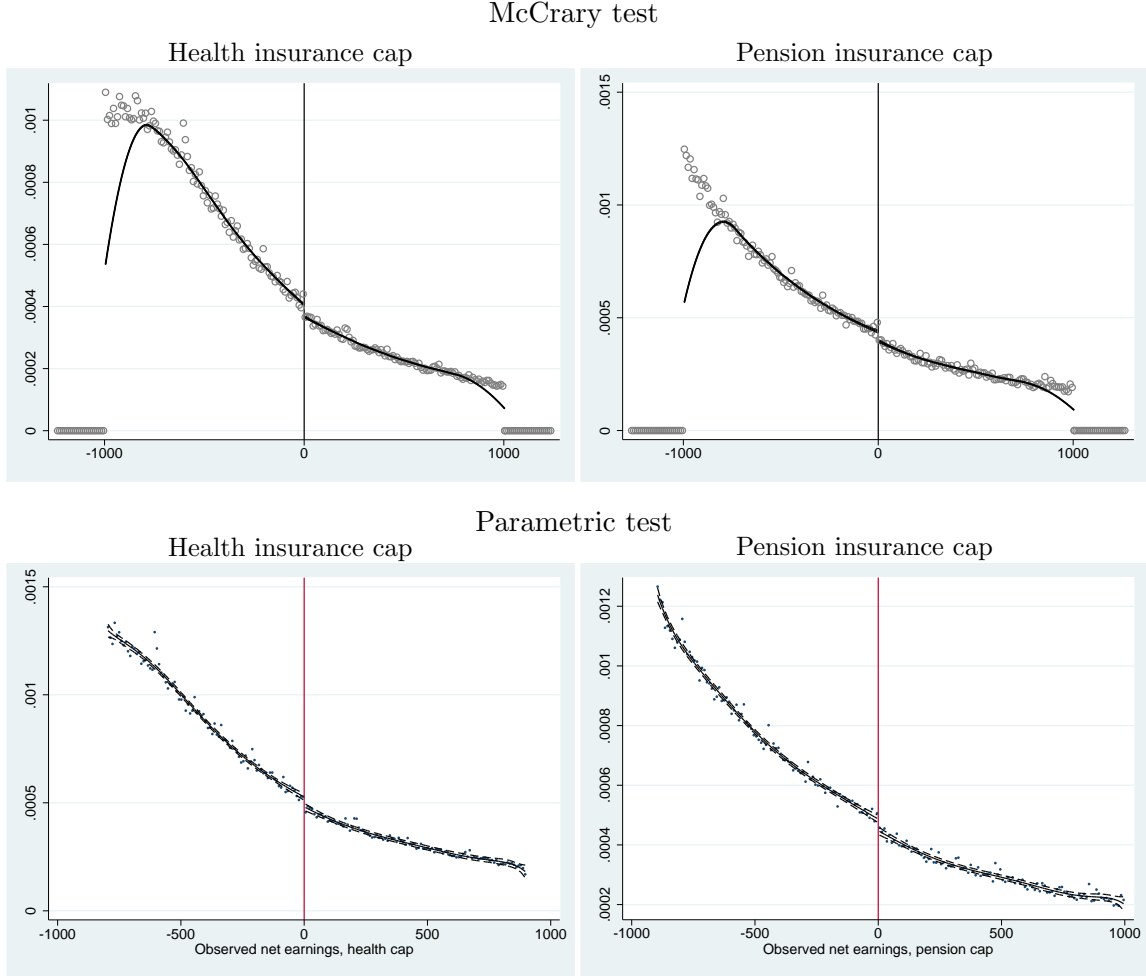 McCrary test
Health insurance cap
Pension insurance cap
.001
.0008
.0006
.0004
.0002
0
-1000 0 1000
.0015
.001
.0005
0
-1000 0 1000
Parametric test
Health insurance cap
Pension insurance cap
.0015
.001
.0005
0
-1000 -500 0 500 1000
Observed net earnings, health cap
.0012
.001
.0008
.0006
.0004
.0002
-1000 -500 0 500 1000
Observed net earnings, pension cap